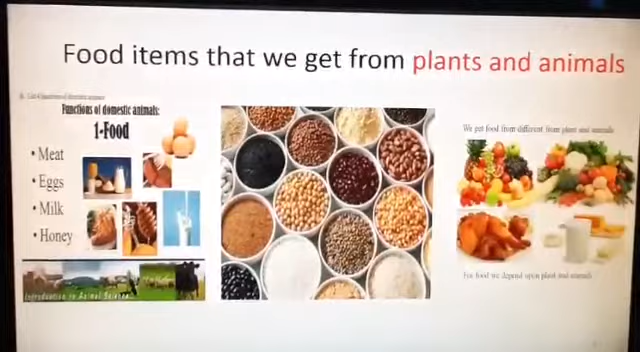 Food items that we get from plants and animals
Functions of domestic animals:
1-Food
• Meat
• Eggs
• Milk
• Honey
Introduction to Animal Science
We get food from different from plant and animals
For food we depend upon plant and animals